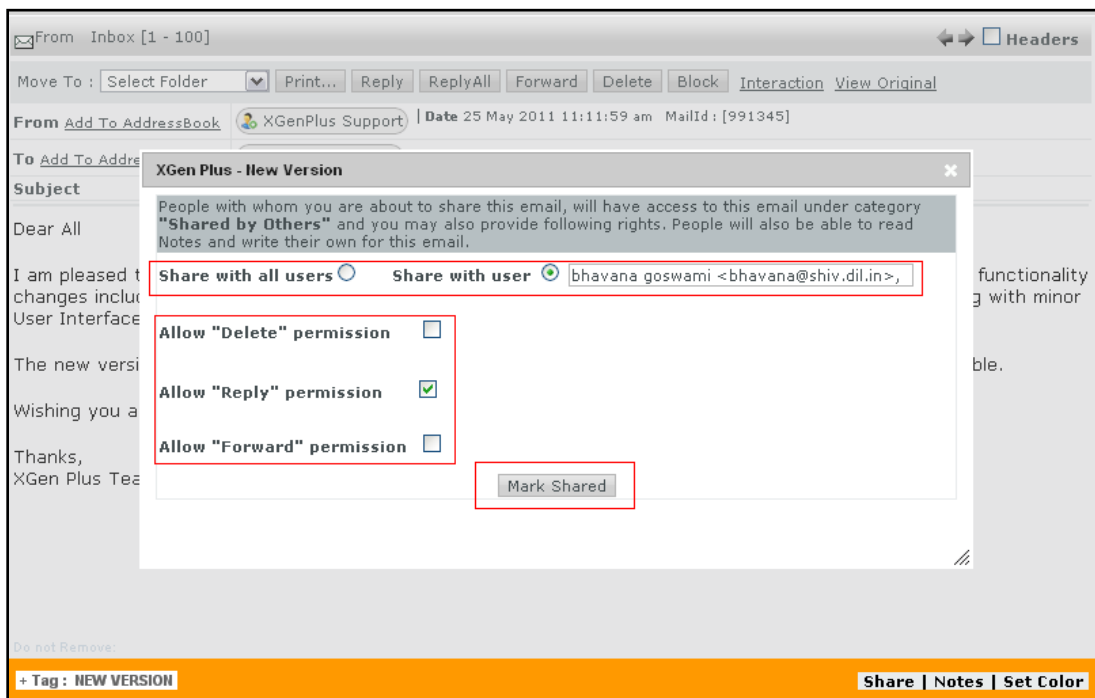 From Inbox [1 - 100] Headers
Move To : Select Folder Print... Reply ReplyAll Forward Delete Block Interaction View Original
From Add To AddressBook XGenPlus Support | Date 25 May 2011 11:11:59 am MailId : [991345]
To Add To Addre
XGen Plus - New Version
Subject
People with whom you are about to share this email, will have access to this email under category
"Shared by Others" and you may also provide following rights. People will also be able to read
Notes and write their own for this email.
Dear All
Share with all users Share with user bhavana goswami <bhavana@shiv.dil.in>,
I am pleased functionality
changes with minor
User Interface
Allow "Delete" permission
The new ble.
Allow "Reply" permission
Wishing you a
Allow "Forward" permission
Thanks,
XGen Plus Tea
Mark Shared
Do not Remove:
+ Tag : NEW VERSION Share | Notes | Set Color